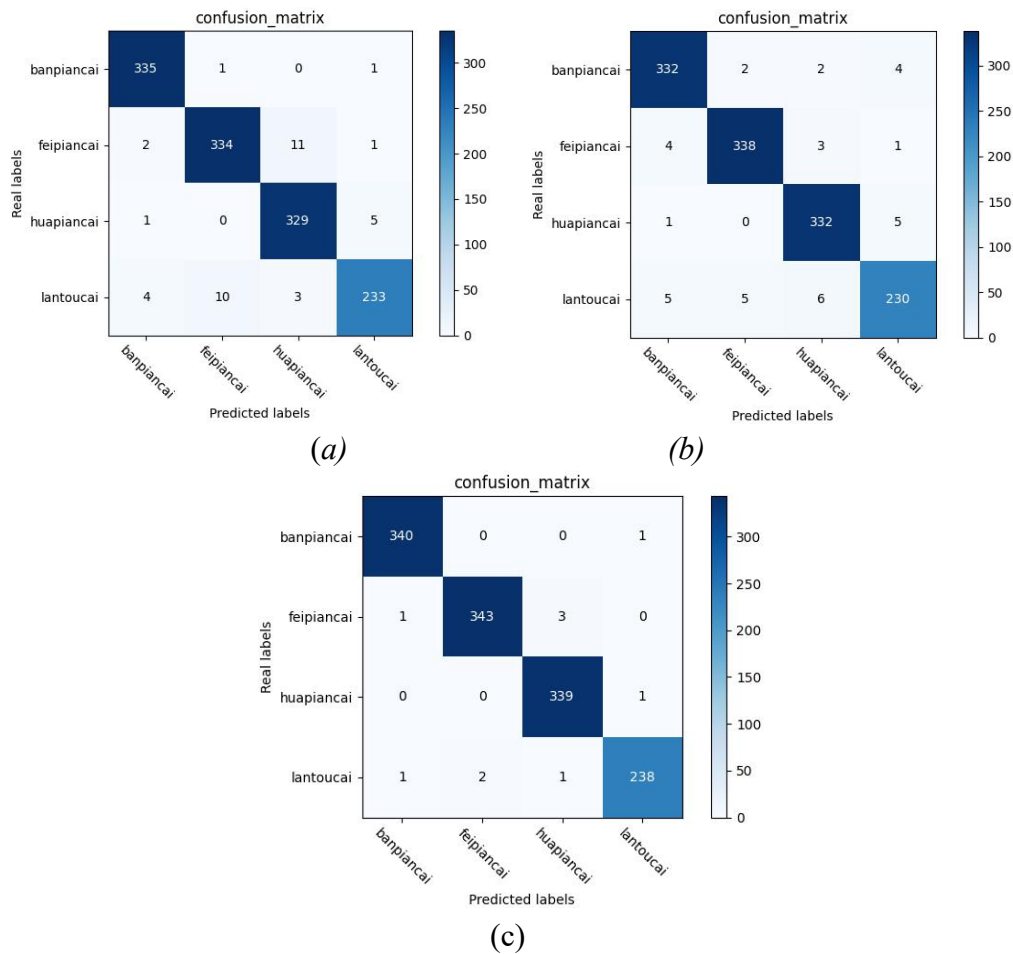 confusion_matrix
banpiancai 335 1 0 1
feipiancai 2 334 11 1
huapiancai 1 0 329 5
lantoucai 4 10 3 233
Real labels
banpiancai feipiancai huapiancai lantoucai
Predicted labels
300
250
200
150
100
50
0
(a)
confusion_matrix
banpiancai 332 2 2 4
feipiancai 4 338 3 1
huapiancai 1 0 332 5
lantoucai 5 5 6 230
Real labels
banpiancai feipiancai huapiancai lantoucai
Predicted labels
300
250
200
150
100
50
0
(b)
confusion_matrix
banpiancai 340 0 0 1
feipiancai 1 343 3 0
huapiancai 0 0 339 1
lantoucai 1 2 1 238
Real labels
banpiancai feipiancai huapiancai lantoucai
Predicted labels
300
250
200
150
100
50
0
(c)